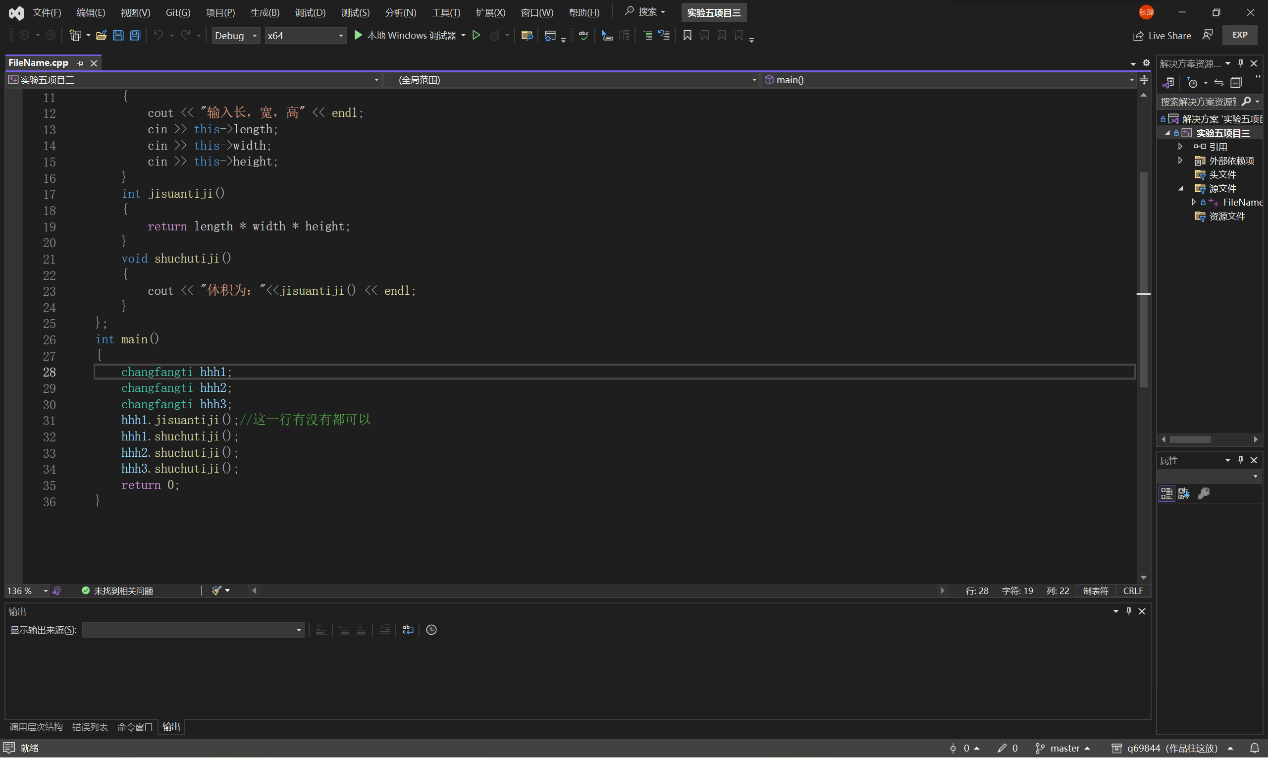 文件(F) 编辑(E) 视图(V) Git(G) 项目(P) 生成(B) 调试(D) 测试(S) 分析(N) 工具(T) 扩展(X) 窗口(W) 帮助(H) 搜索 实验五项目三
Debug x64 本地 Windows 调试器 Live Share EXP
FileName.cpp
实验五项目三 (全局范围) main()
11 {
12 cout << "输入长，宽，高" << endl;
13 cin >> this->length;
14 cin >> this->width;
15 cin >> this->height;
16 }
17 int jisuantiji()
18 {
19 return length * width * height;
20 }
21 void shuchutiji()
22 {
23 cout << "体积为："<<jisuantiji() << endl;
24 }
25 };
26 int main()
27 {
28 changfangti hhh1;
29 changfangti hhh2;
30 changfangti hhh3;
31 hhh1.jisuantiji();//这一行有没有都可以
32 hhh1.shuchutiji();
33 hhh2.shuchutiji();
34 hhh3.shuchutiji();
35 return 0;
36 }
136 % 未找到相关问题 行: 28 字符: 19 列: 22 制表符 CRLF
输出
显示输出来源(S):
调用层次结构 错误列表 命令窗口 输出
解决方案资源...
搜索解决方案资源管
解决方案 '实验五项目
实验五项目三
引用
外部依赖项
头文件
源文件
FileName
资源文件
属性
就绪 0 0 master q69844 (作品往这放)